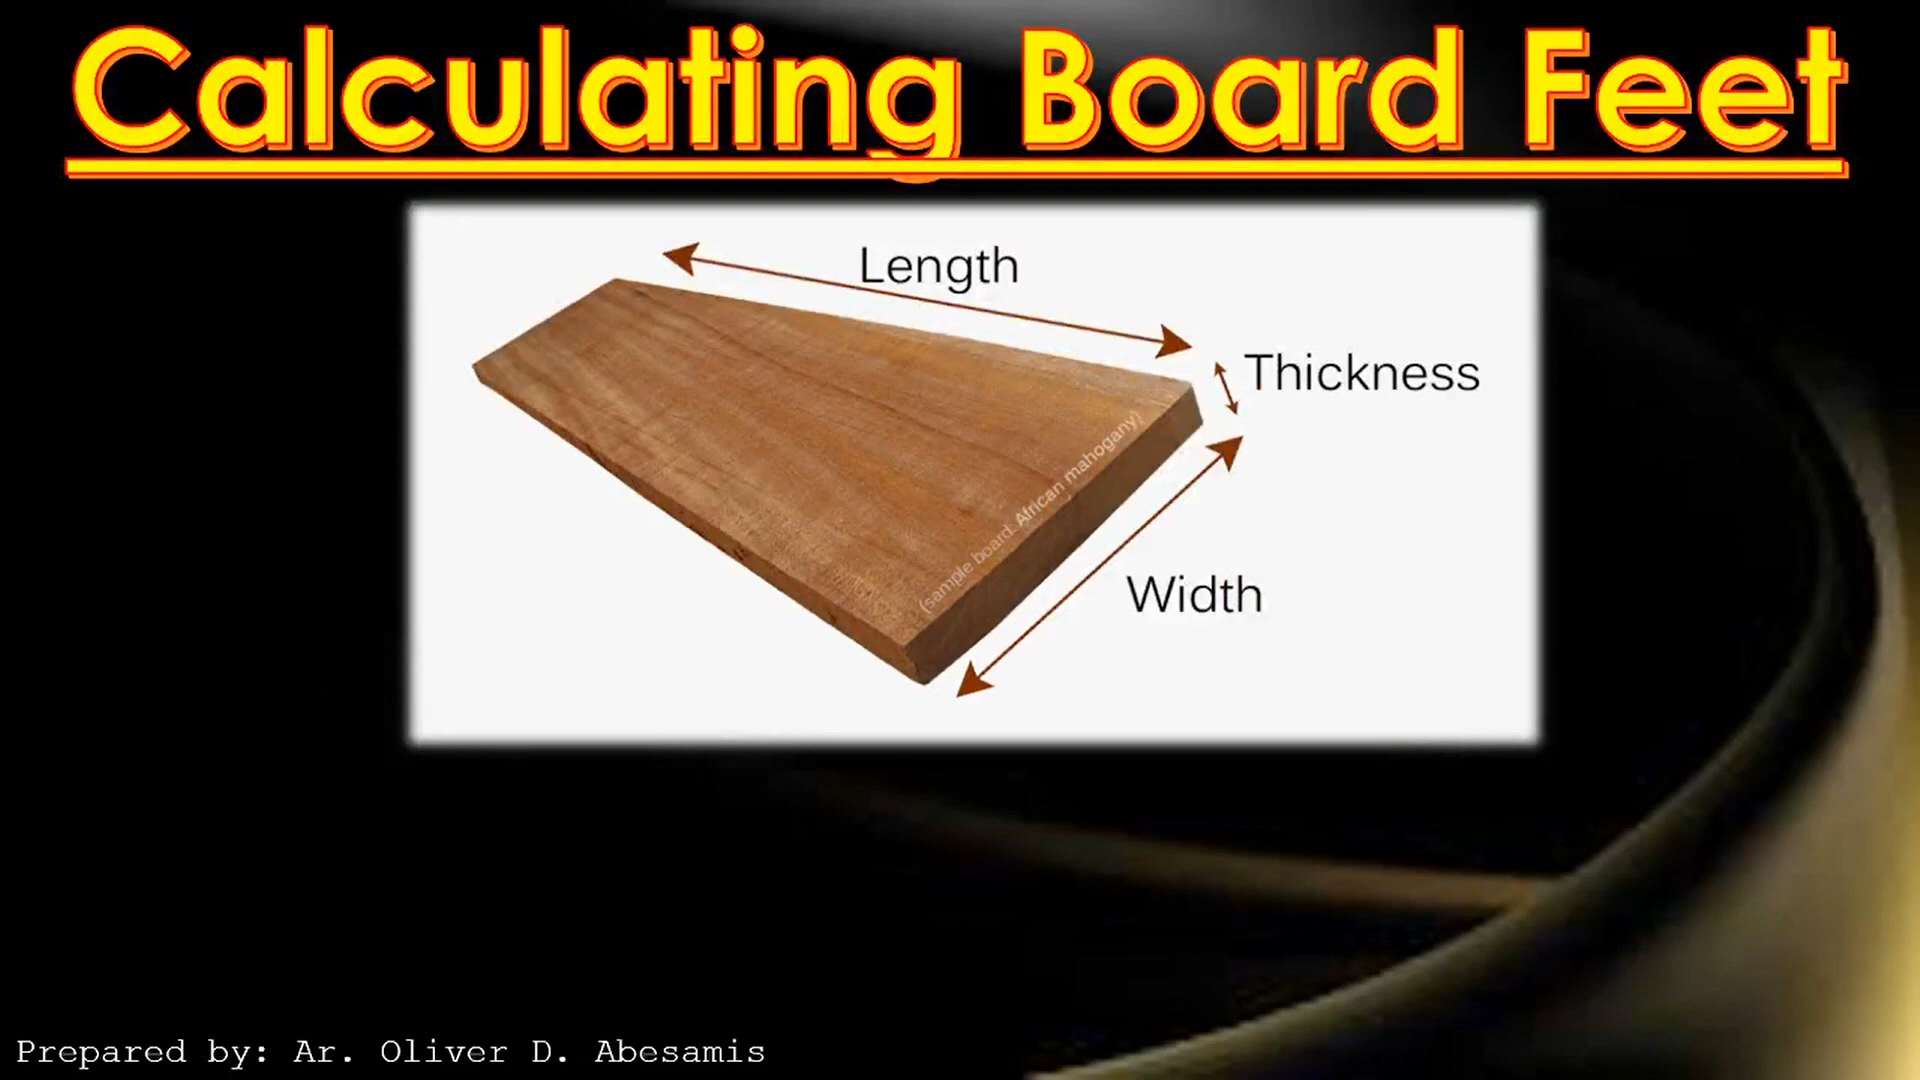 Calculating Board Feet
Length
Thickness
(sample board: African mahogany)
Width
Prepared by: Ar. Oliver D. Abesamis